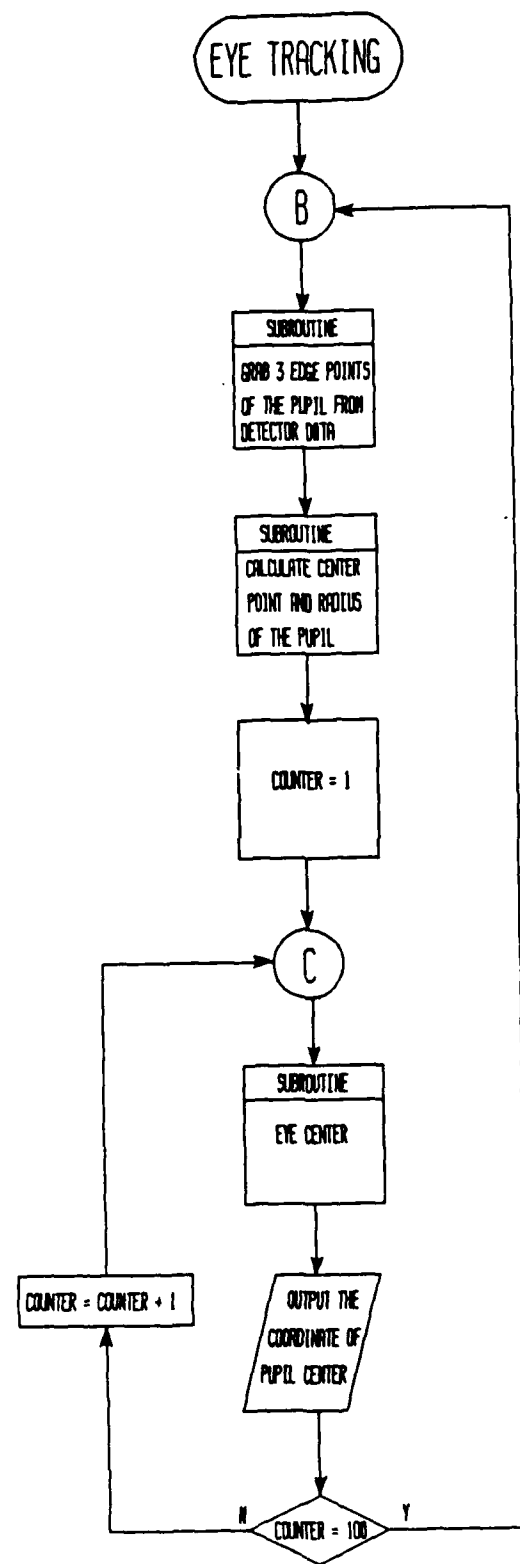 EYE TRACKING
B
SUBROUTINE
GRAB 3 EDGE POINTS
OF THE PUPIL FROM
DETECTOR DATA
SUBROUTINE
CALCULATE CENTER
POINT AND RADIUS
OF THE PUPIL
COUNTER = 1
C
SUBROUTINE
EYE CENTER
COUNTER = COUNTER + 1
OUTPUT THE
COORDINATE OF
PUPIL CENTER
N
COUNTER = 100
Y